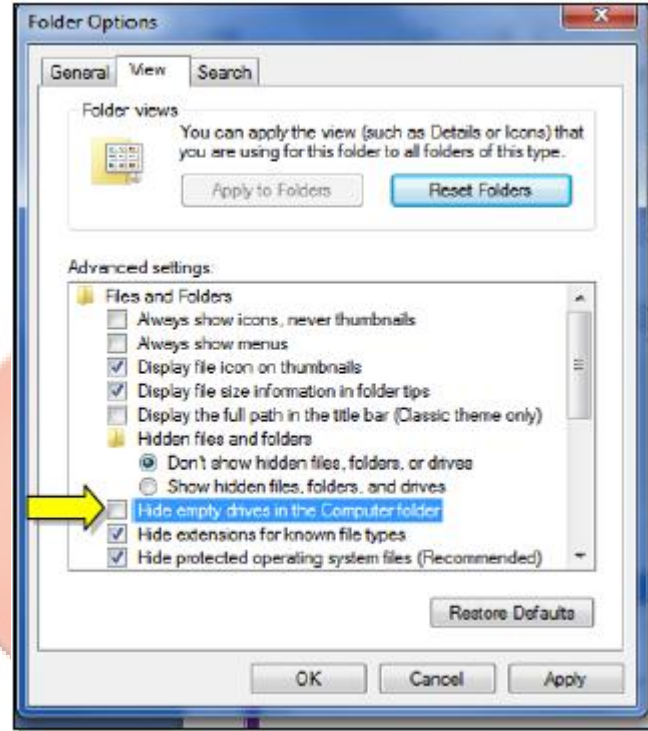 Folder Options
General View Search
Folder views
You can apply the view (such as Details or Icons) that
you are using for this folder to all folders of this type.
Apply to Folders Reset Folders
Advanced settings:
Files and Folders
Always show icons, never thumbnails
Always show menus
Display file icon on thumbnails
Display file size information in folder tips
Display the full path in the title bar (Classic theme only)
Hidden files and folders
Don't show hidden files, folders, or drives
Show hidden files, folders, and drives
Hide empty drives in the Computer folder
Hide extensions for known file types
Hide protected operating system files (Recommended)
Restore Defaults
OK Cancel Apply